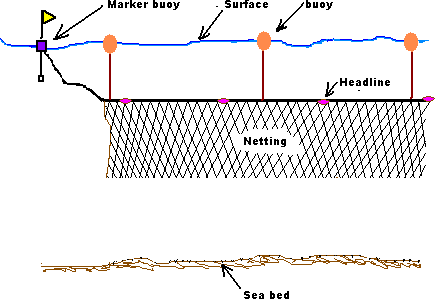 Marker buoy
Surface
buoy
Headline
Netting
Sea bed